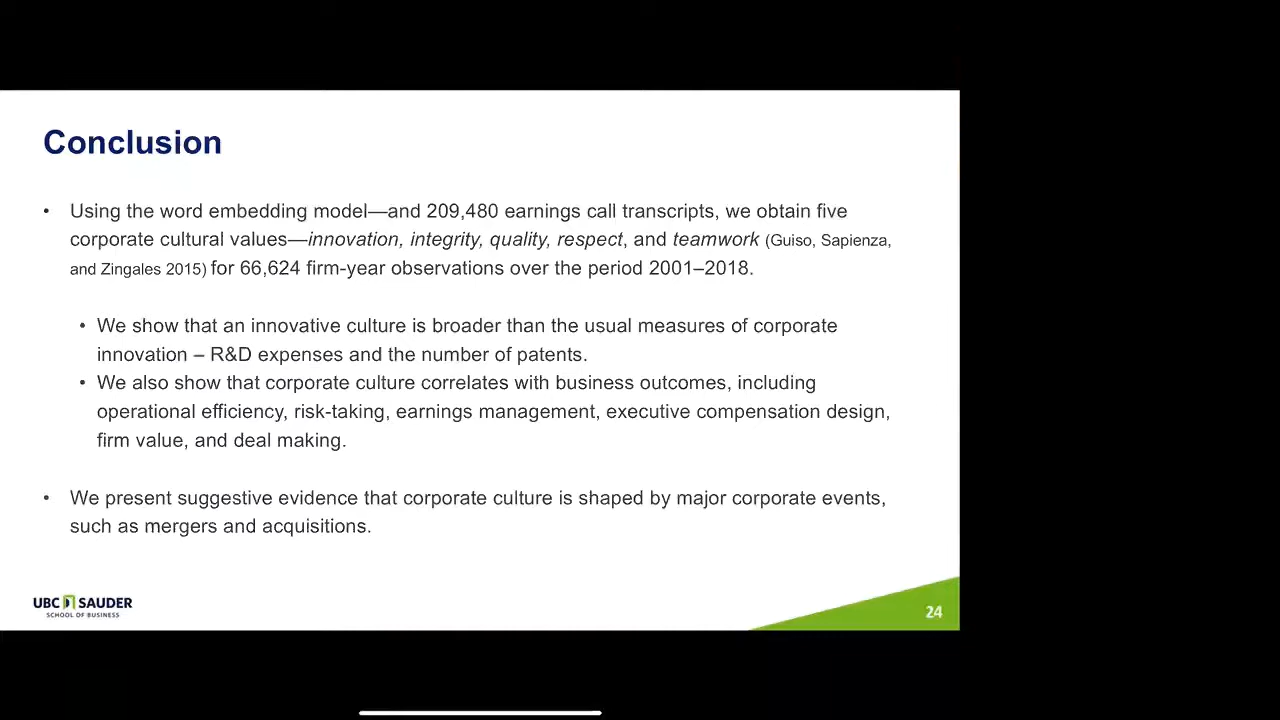 Conclusion
• Using the word embedding model—and 209,480 earnings call transcripts, we obtain five
corporate cultural values—innovation, integrity, quality, respect, and teamwork (Guiso, Sapienza,
and Zingales 2015) for 66,624 firm-year observations over the period 2001–2018.
• We show that an innovative culture is broader than the usual measures of corporate
innovation – R&D expenses and the number of patents.
• We also show that corporate culture correlates with business outcomes, including
operational efficiency, risk-taking, earnings management, executive compensation design,
firm value, and deal making.
• We present suggestive evidence that corporate culture is shaped by major corporate events,
such as mergers and acquisitions.
UBC SAUDER
SCHOOL OF BUSINESS
24